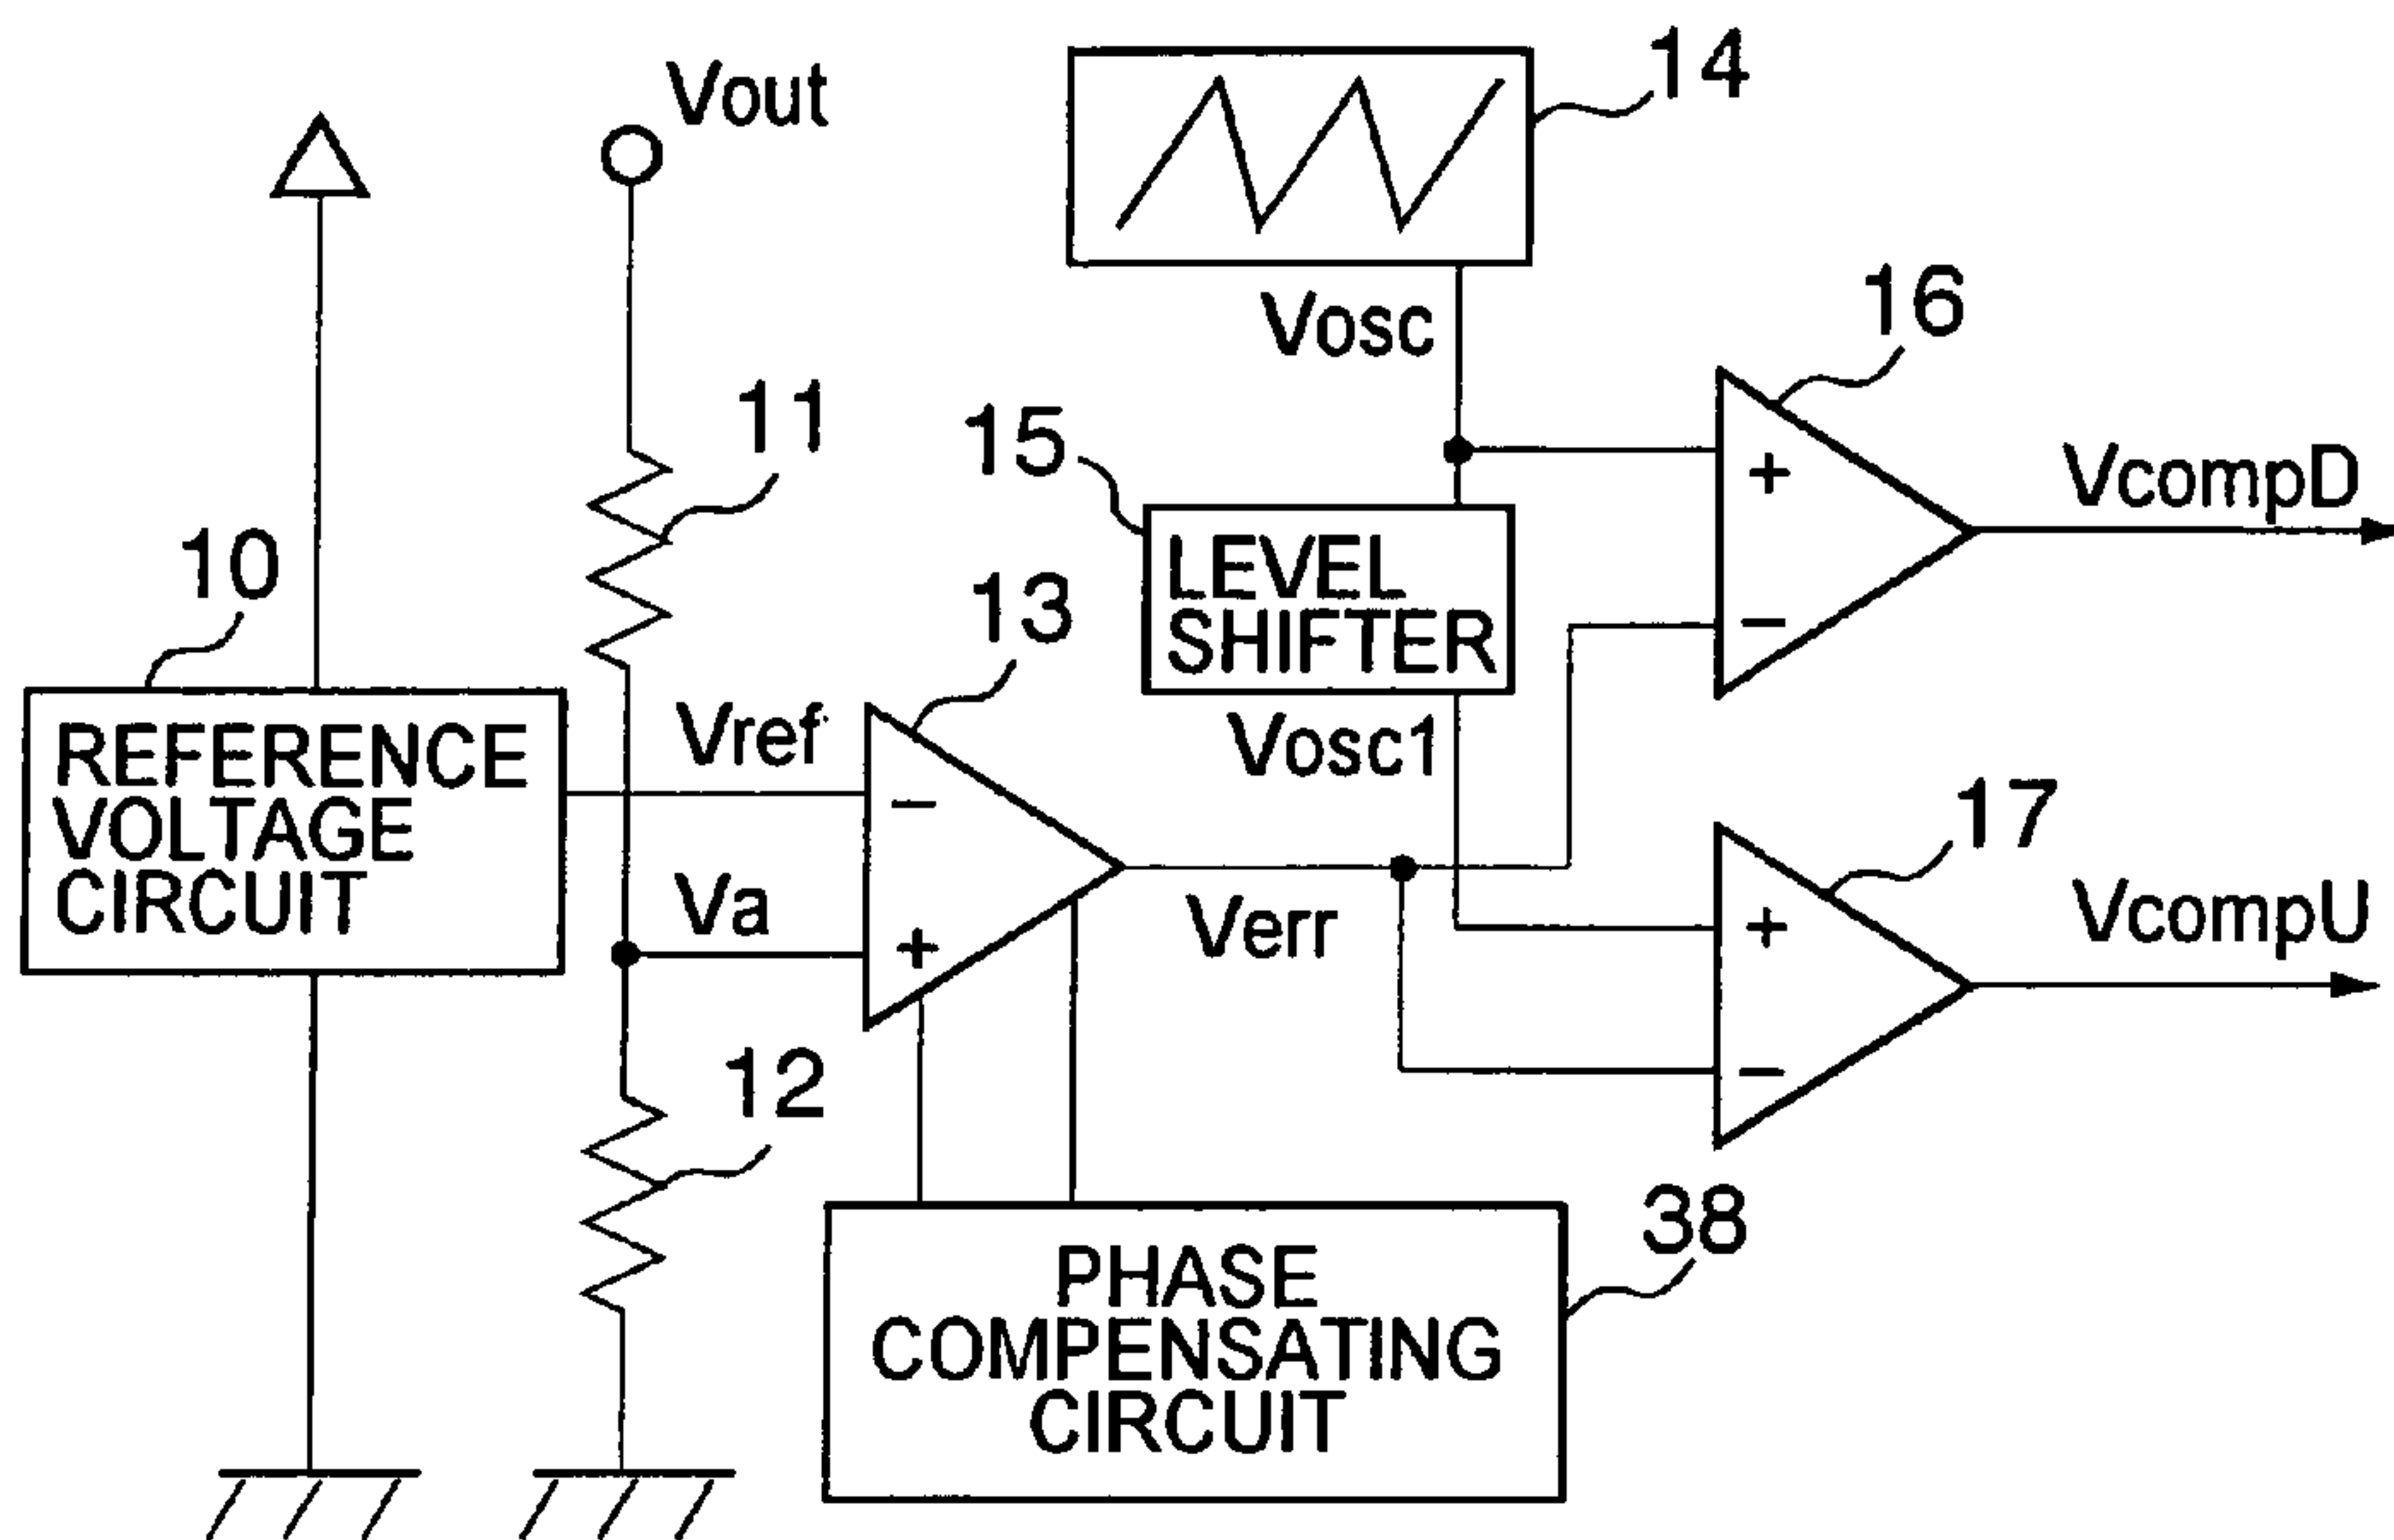 14
Vout
16
Vosc
11
15
VcompD
+
LEVEL
SHIFTER
10
13
−
Vref
Vosc1
REFERENCE
VOLTAGE
CIRCUIT
−
17
Va
Verr
+
+
VcompU
12
−
38
PHASE
COMPENSATING
CIRCUIT